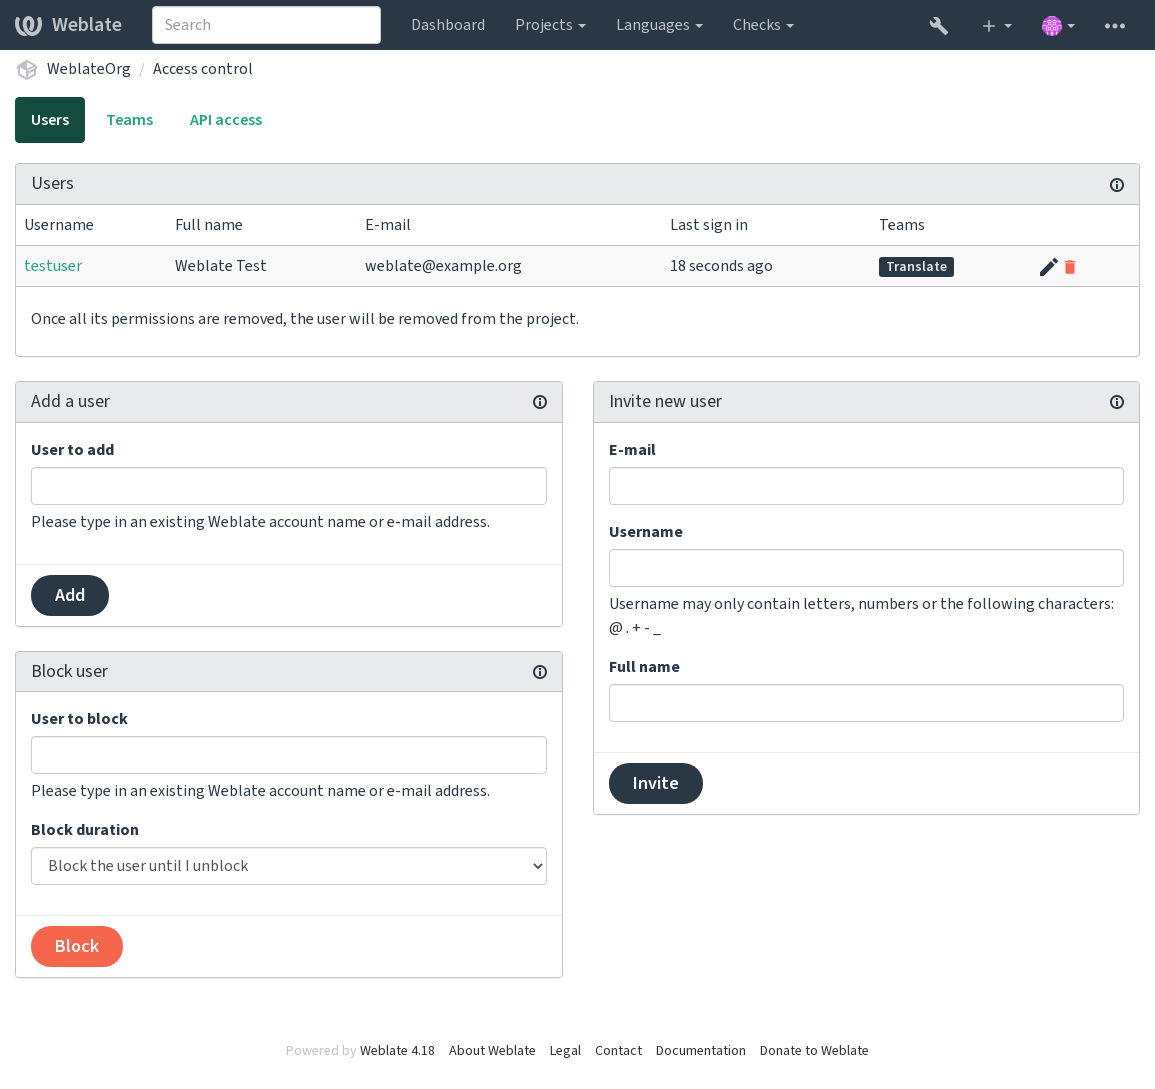 Weblate Search Dashboard Projects Languages Checks
WeblateOrg / Access control
Users Teams API access
Users
Username Full name E-mail Last sign in Teams
testuser Weblate Test weblate@example.org 18 seconds ago Translate
Once all its permissions are removed, the user will be removed from the project.
Add a user
User to add
Please type in an existing Weblate account name or e-mail address.
Add
Block user
User to block
Please type in an existing Weblate account name or e-mail address.
Block duration
Block the user until I unblock
Block
Invite new user
E-mail
Username
Username may only contain letters, numbers or the following characters:
@ . + - _
Full name
Invite
Powered by Weblate 4.18 About Weblate Legal Contact Documentation Donate to Weblate